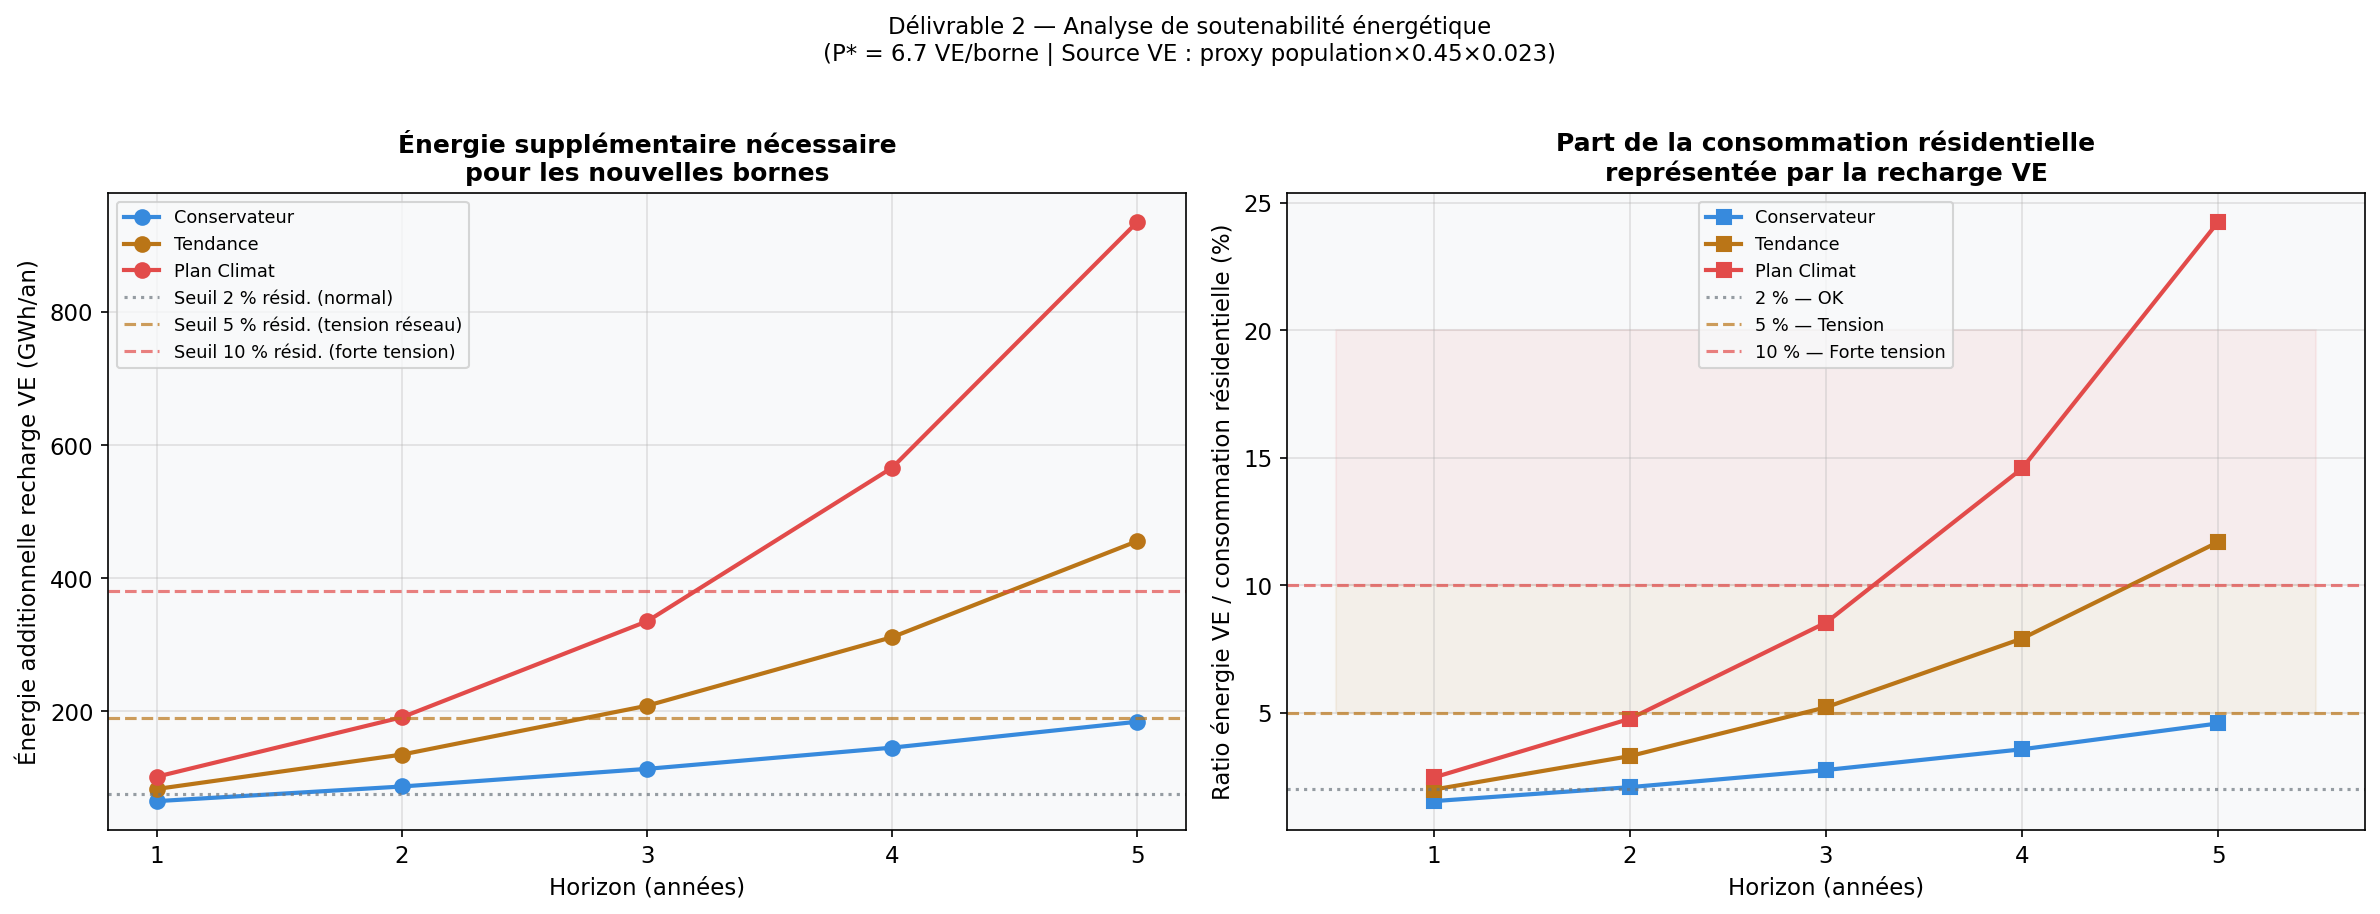 Délivrable 2 — Analyse de soutenabilité énergétique
(P* = 6.7 VE/borne | Source VE : proxy population×0.45×0.023)
Énergie supplémentaire nécessaire
pour les nouvelles bornes
Énergie additionnelle recharge VE (GWh/an)
800
600
400
200
Conservateur
Tendance
Plan Climat
Seuil 2 % résid. (normal)
Seuil 5 % résid. (tension réseau)
Seuil 10 % résid. (forte tension)
1 2 3 4 5
Horizon (années)
Part de la consommation résidentielle
représentée par la recharge VE
Ratio énergie VE / consommation résidentielle (%)
25
20
15
10
5
Conservateur
Tendance
Plan Climat
2 % — OK
5 % — Tension
10 % — Forte tension
1 2 3 4 5
Horizon (années)